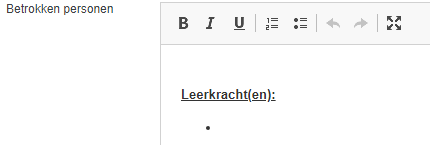 Betrokken personen
B I U
Leerkracht(en):